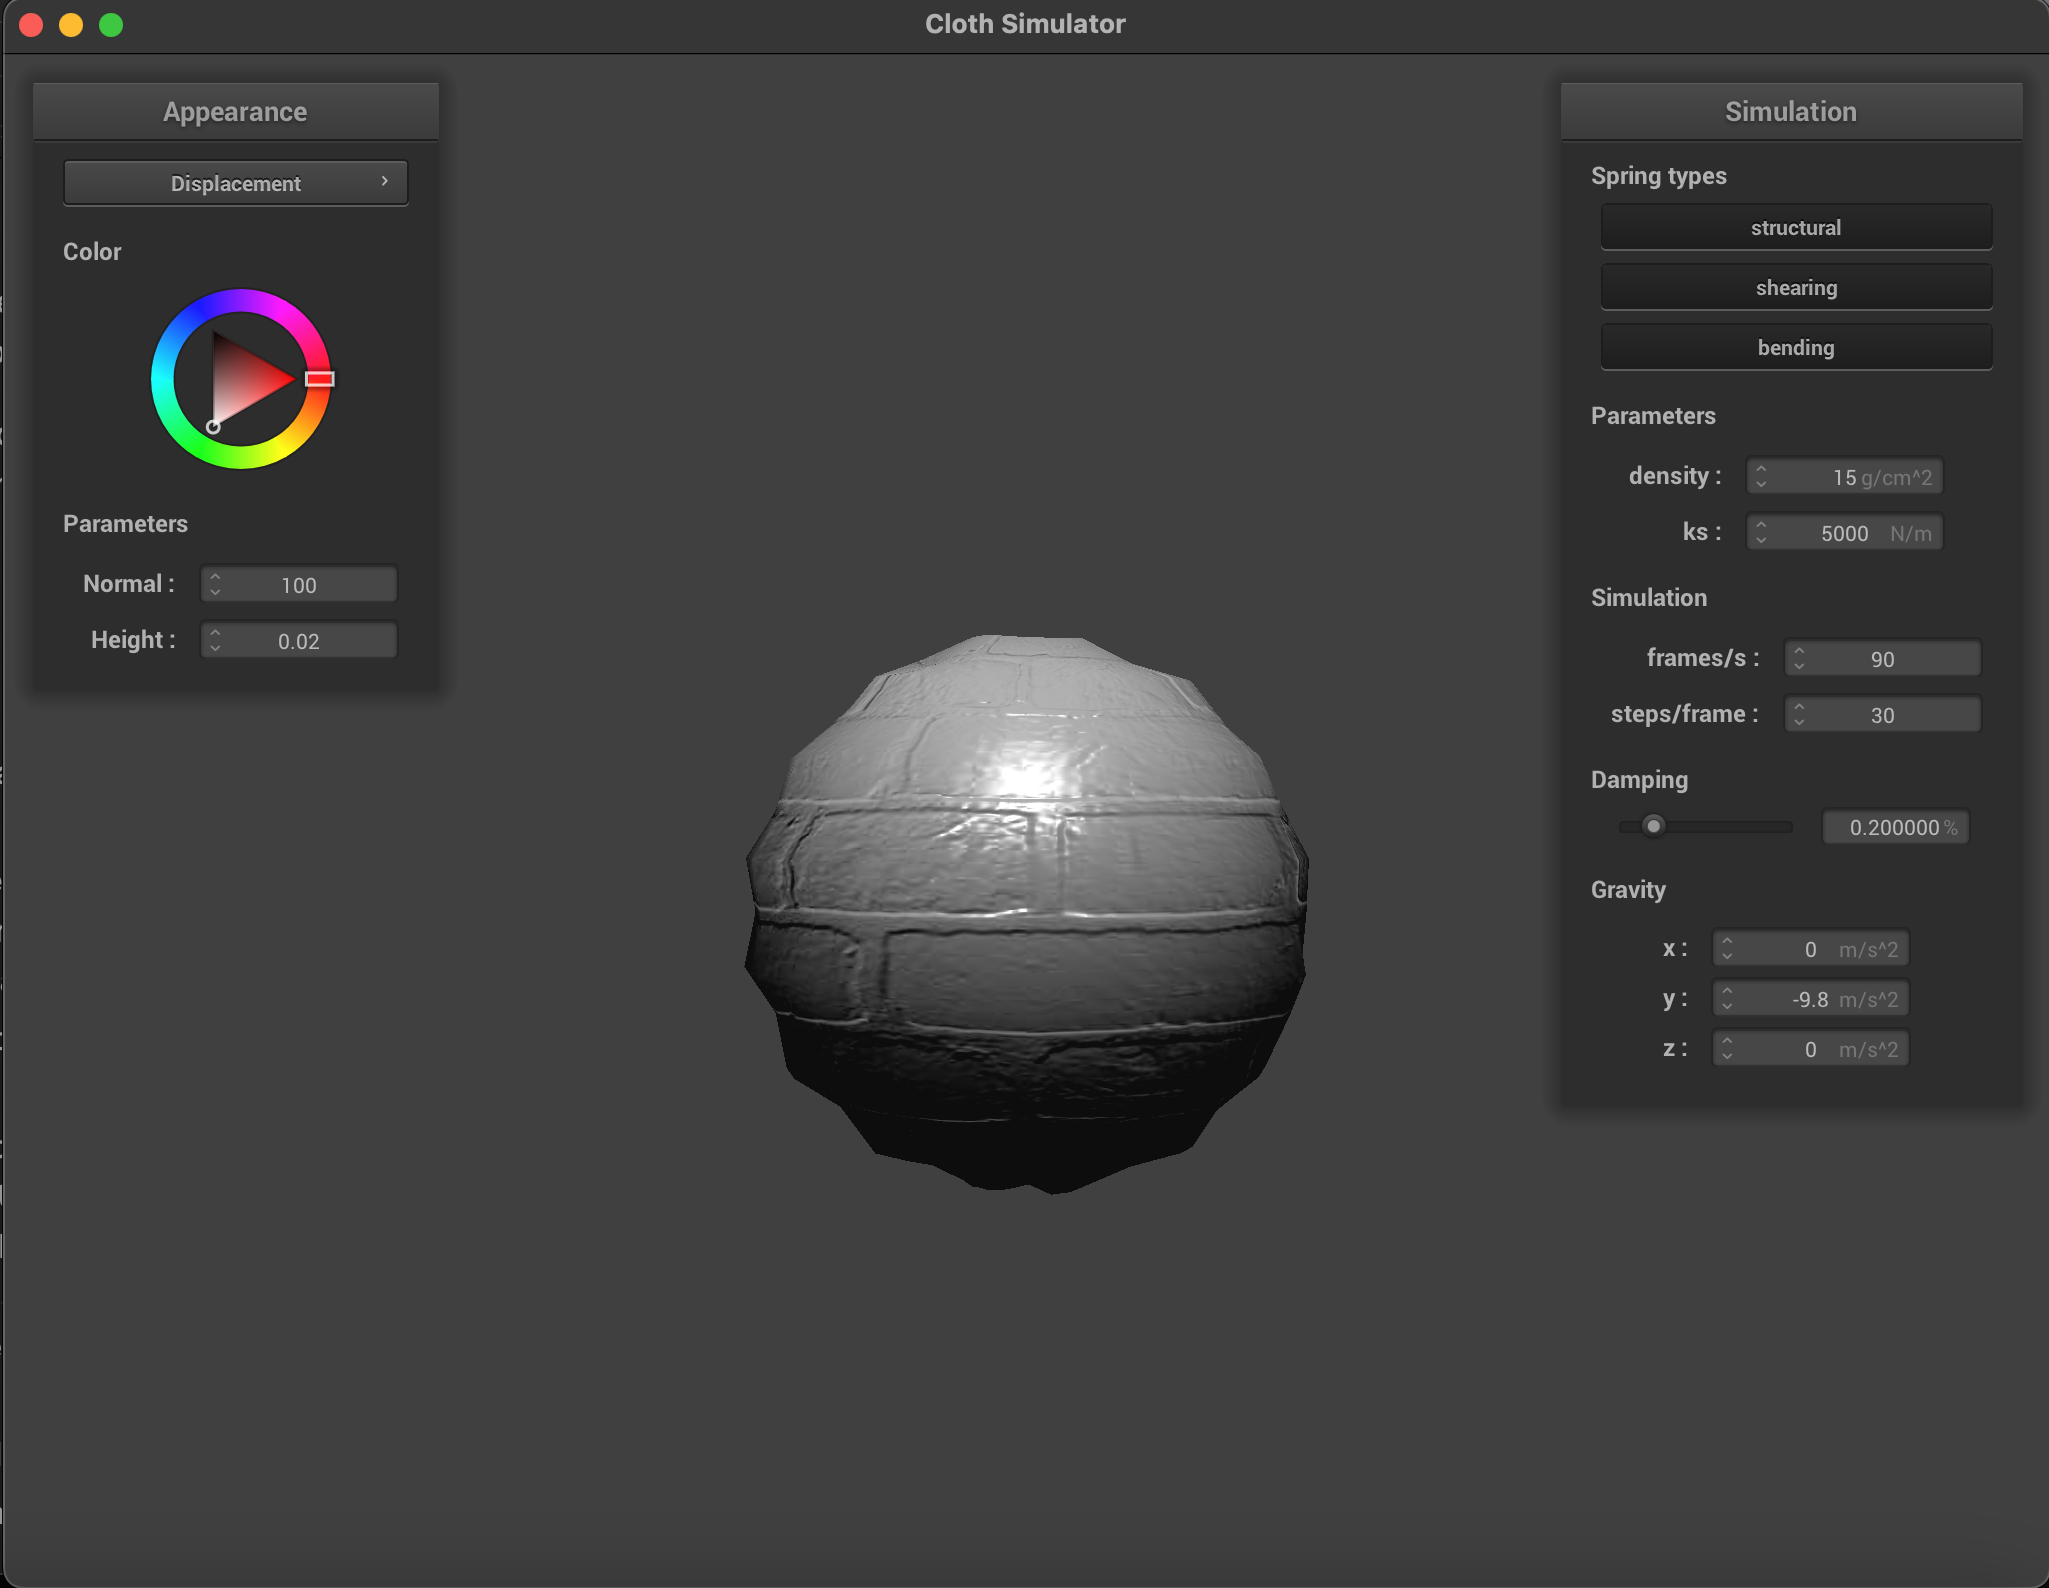 Cloth Simulator
Appearance
Displacement
Color
Parameters
Normal : 100
Height : 0.02
Simulation
Spring types
structural
shearing
bending
Parameters
density : 15 g/cm^2
ks : 5000 N/m
Simulation
frames/s : 90
steps/frame : 30
Damping
0.200000 %
Gravity
x : 0 m/s^2
y : -9.8 m/s^2
z : 0 m/s^2